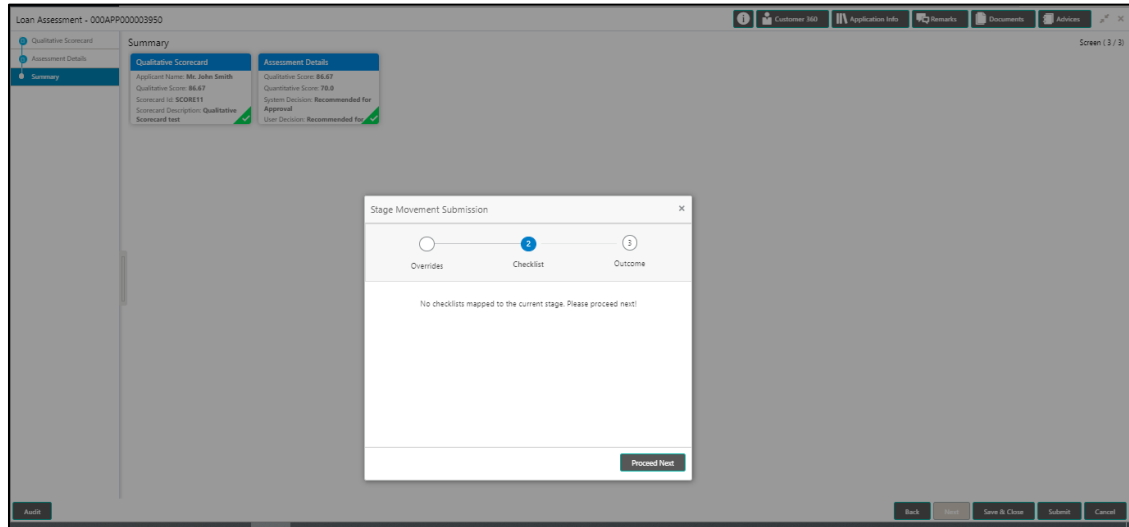 Loan Assessment - 000APP000003950
Customer 360
Application Info
Remarks
Documents
Advices
Qualitative Scorecard
Assessment Details
Summary
Summary
Screen ( 3 / 3)
Qualitative Scorecard
Applicant Name: Mr. John Smith
Qualitative Score: 86.67
Scorecard Id: SCORE11
Scorecard Description: Qualitative
Scorecard test
Assessment Details
Qualitative Score: 86.67
Quantitative Score: 78.0
System Decision: Recommended for
Approval
User Decision: Recommended for
Stage Movement Submission
2
3
Overrides
Checklist
Outcome
No checklists mapped to the current stage. Please proceed next!
Proceed Next
Audit
Back
Next
Save & Close
Submit
Cancel